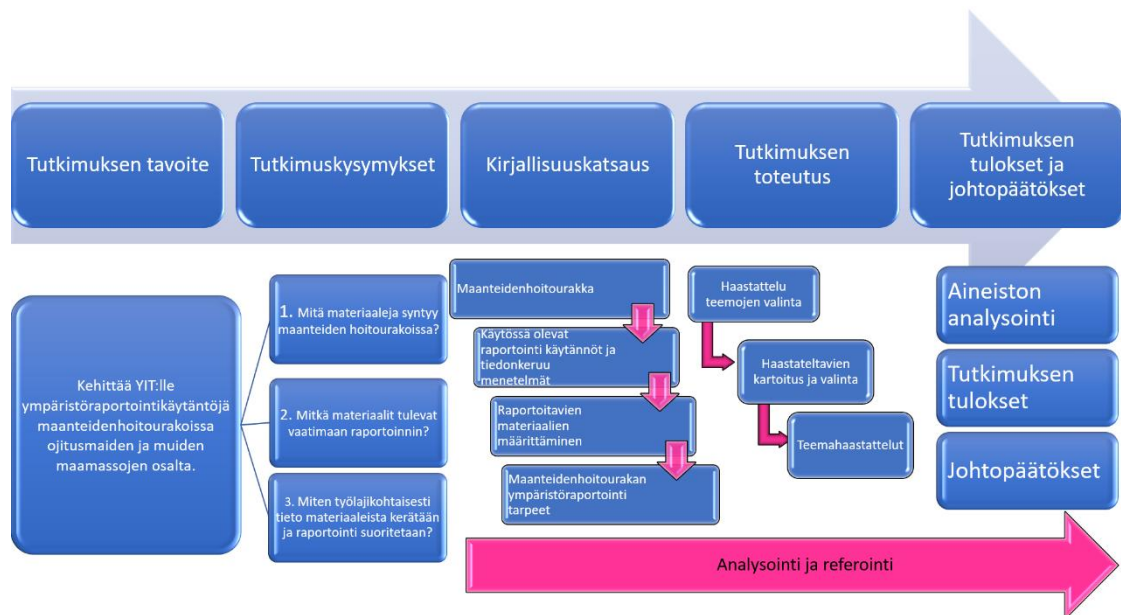 Tutkimuksen tavoite
Tutkimuskysymykset
Kirjallisuuskatsaus
Tutkimuksen
toteutus
Tutkimuksen
tulokset ja
johtopäätökset
Kehittää YIT:lle
ympäristöraportointikäytäntöjä
maanteidenhoitourakoissa
ojitusmaiden ja muiden
maamassojen osalta.
1. Mitä materiaaleja syntyy
maanteiden hoitourakoissa?
2. Mitkä materiaalit tulevat
vaatimaan raportoinnin?
3. Miten työlajikohtaisesti
tieto materiaaleista kerätään
ja raportointi suoritetaan?
Maanteidenhoitourakka
Käytössä olevat
raportointi käytännöt ja
tiedonkeruu
menetelmät
Raportoitavien
materiaalien
määrittäminen
Maanteidenhoitourakan
ympäristöraportointi
tarpeet
Haastattelu
teemojen valinta
Haastateltavien
kartoitus ja valinta
Teemahaastattelut
Aineiston
analysointi
Tutkimuksen
tulokset
Johtopäätökset
Analysointi ja referointi